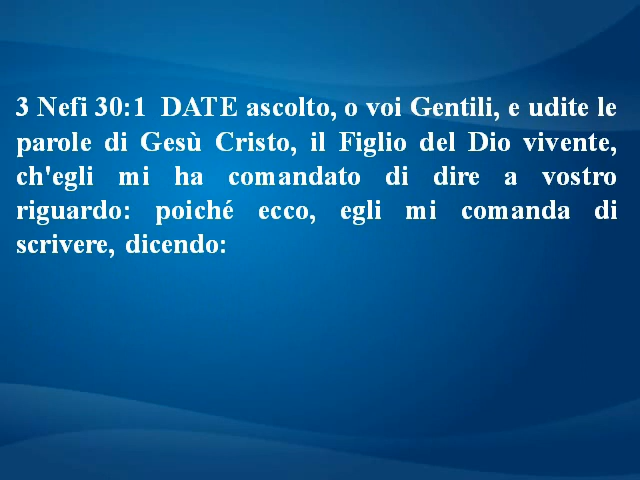 3 Nefi 30:1  DATE ascolto, o voi Gentili, e udite le
parole di Gesù Cristo, il Figlio del Dio vivente,
ch'egli mi ha comandato di dire a vostro
riguardo: poiché ecco, egli mi comanda di
scrivere, dicendo: